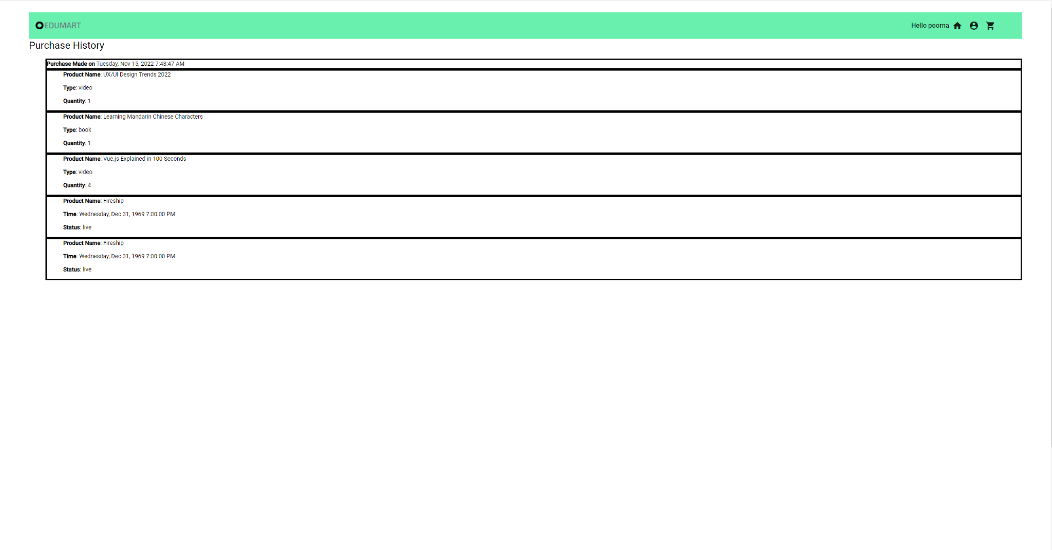 EDUMART
Hello poorna
Purchase History
Purchase Made on Tuesday, Nov 15, 2022 7:48:47 AM
Product Name: UX/UI Design Trends 2022
Type: video
Quantity: 1
Product Name: Learning Mandarin Chinese Characters
Type: book
Quantity: 1
Product Name: Vue.js Explained in 100 Seconds
Type: video
Quantity: 4
Product Name: Fireship
Time: Wednesday, Dec 31, 1969 7:00:00 PM
Status: live
Product Name: Fireship
Time: Wednesday, Dec 31, 1969 7:00:00 PM
Status: live